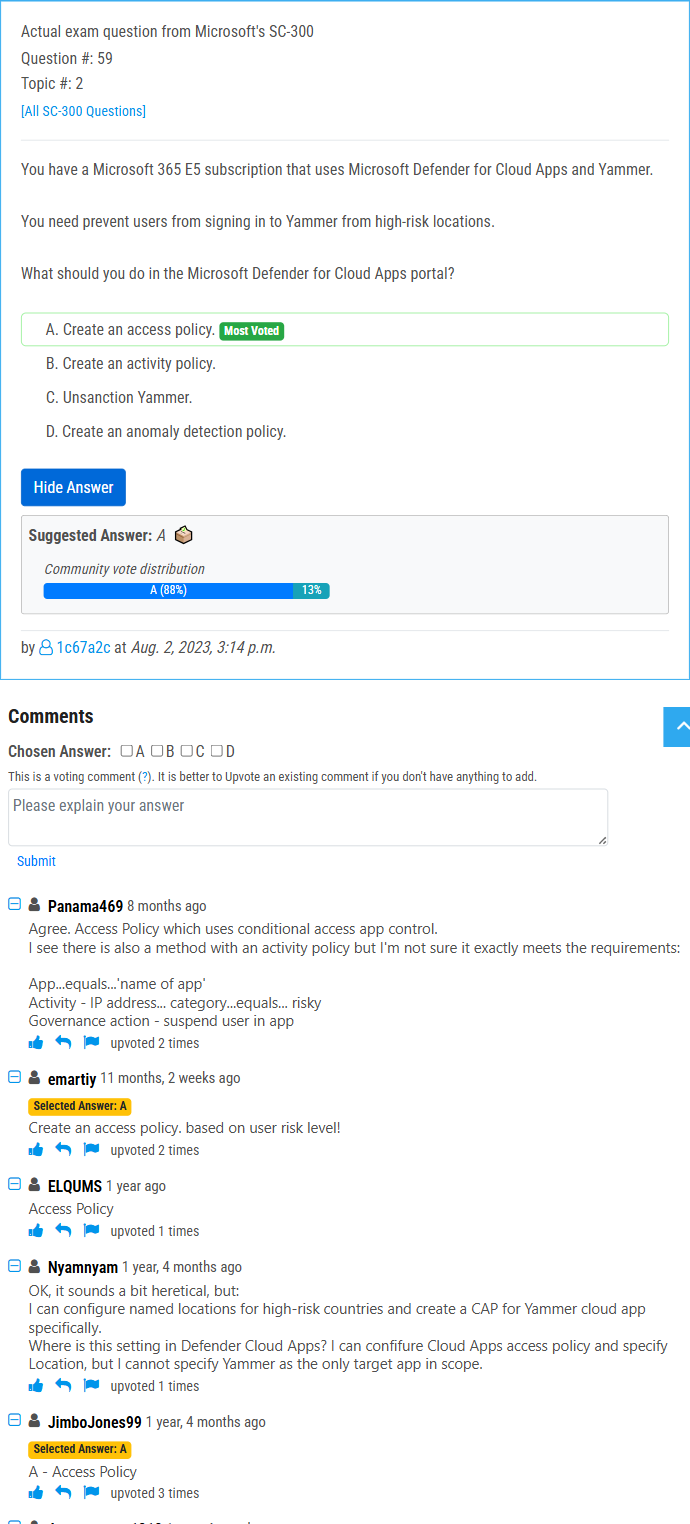 Actual exam question from Microsoft's SC-300
Question #: 59
Topic #: 2
[All SC-300 Questions]
You have a Microsoft 365 E5 subscription that uses Microsoft Defender for Cloud Apps and Yammer.
You need prevent users from signing in to Yammer from high-risk locations.
What should you do in the Microsoft Defender for Cloud Apps portal?
A. Create an access policy. Most Voted
B. Create an activity policy.
C. Unsanction Yammer.
D. Create an anomaly detection policy.
Hide Answer
Suggested Answer: A
Community vote distribution
A (88%) 13%
by 1c67a2c at Aug. 2, 2023, 3:14 p.m.
Comments
Chosen Answer: A B C D
This is a voting comment (?). It is better to Upvote an existing comment if you don't have anything to add.
Please explain your answer
Submit
Panama469 8 months ago
Agree. Access Policy which uses conditional access app control.
I see there is also a method with an activity policy but I'm not sure it exactly meets the requirements:
App...equals...'name of app'
Activity - IP address... category...equals... risky
Governance action - suspend user in app
upvoted 2 times
emartiy 11 months, 2 weeks ago
Selected Answer: A
Create an access policy. based on user risk level!
upvoted 2 times
ELQUMS 1 year ago
Access Policy
upvoted 1 times
Nyamnyam 1 year, 4 months ago
OK, it sounds a bit heretical, but:
I can configure named locations for high-risk countries and create a CAP for Yammer cloud app
specifically.
Where is this setting in Defender Cloud Apps? I can confifure Cloud Apps access policy and specify
Location, but I cannot specify Yammer as the only target app in scope.
upvoted 1 times
JimboJones99 1 year, 4 months ago
Selected Answer: A
A - Access Policy
upvoted 3 times